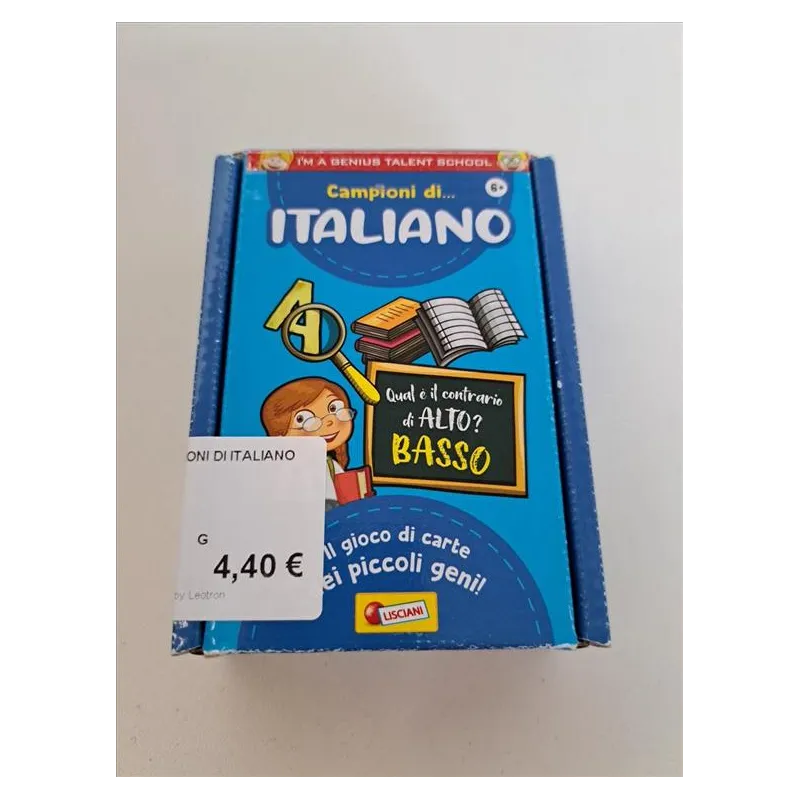 I'M A GENIUS TALENT SCHOOL
Campioni di...
6+
ITALIANO
A
Qual è il contrario
di ALTO?
BASSO
ONI DI ITALIANO
G
4,40 €
by Leotron
Il gioco di carte
ei piccoli geni!
LISCIANI